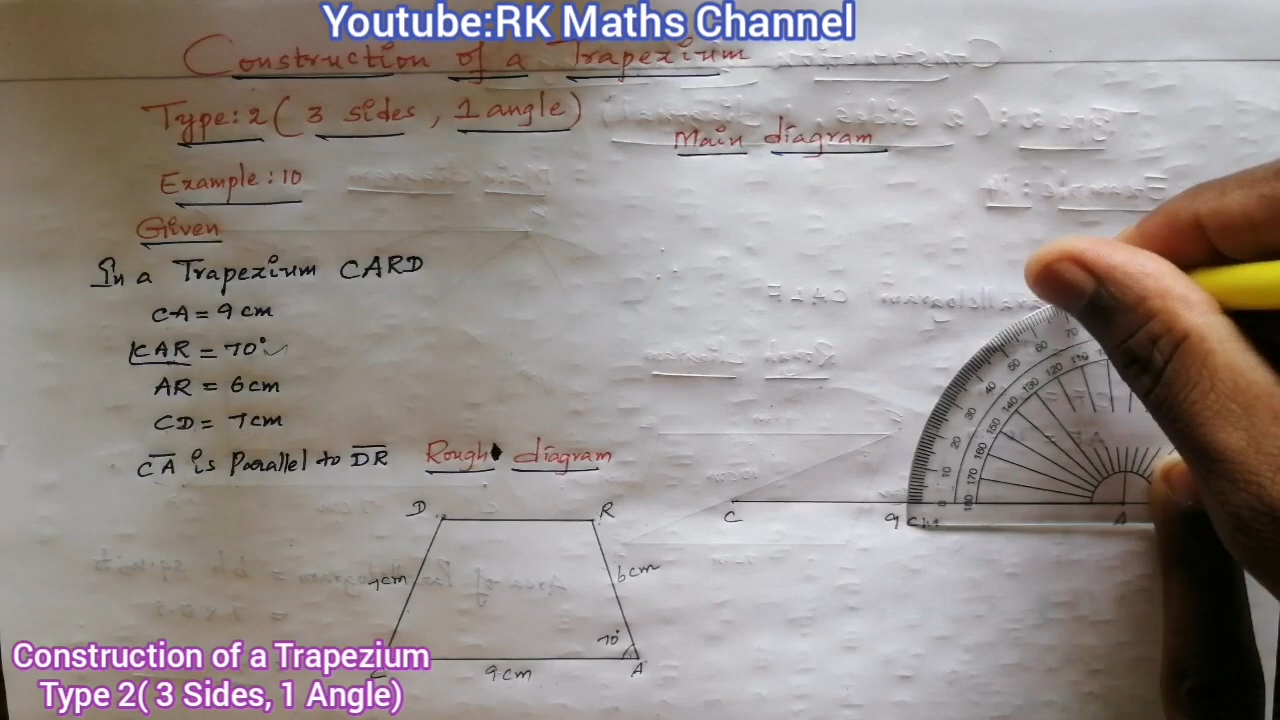 Youtube:RK Maths Channel
Construction of a Trapezium
Type: 2 ( 3 sides, 1 angle)
Main diagram
Example: 10
Given
In a Trapezium CARD
CA = 9 cm
∠CAR = 70°
AR = 6 cm
CD = 7 cm
CA is Parallel to DR
Rough diagram
D R
7cm 6cm
70°
C 9cm A
C 9 cm A
Construction of a Trapezium
Type 2( 3 Sides, 1 Angle)